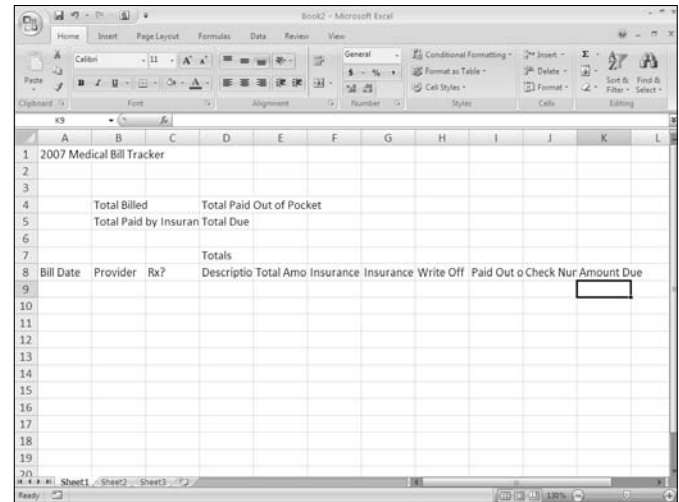 Book2 - Microsoft Excel
Home Insert Page Layout Formulas Data Review View
Calibri 11 A A General Conditional Formatting Insert Σ
Paste B I U A $ % , Format as Table Delete Sort & Find &
Cell Styles Format Filter Select
Clipboard Font Alignment Number Styles Cells Editing
K9 fx
A B C D E F G H I J K L
1 2007 Medical Bill Tracker
2
3
4 Total Billed Total Paid Out of Pocket
5 Total Paid by Insuran Total Due
6
7 Totals
8 Bill Date Provider Rx? Descriptio Total Amo Insurance Insurance Write Off Paid Out o Check Nur Amount Due
9
10
11
12
13
14
15
16
17
18
19
20
Sheet1 Sheet2 Sheet3
Ready 130%